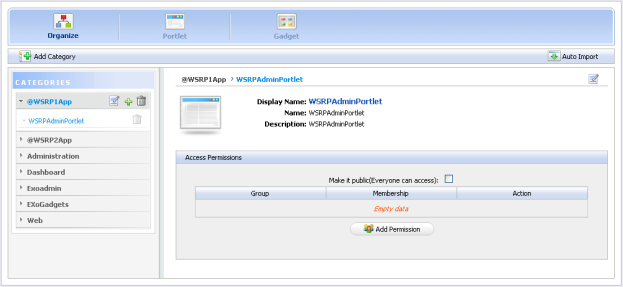 Organize
Portlet
Gadget
Add Category
Auto Import
CATEGORIES
@WSRP1App
WSRPAdminPortlet
@WSRP2App
Administration
Dashboard
Exoadmin
EXoGadgets
Web
@WSRP1App > WSRPAdminPortlet
Display Name: WSRPAdminPortlet
Name: WSRPAdminPortlet
Description: WSRPAdminPortlet
Access Permissions
Make it public(Everyone can access):
Group Membership Action
Empty data
Add Permission